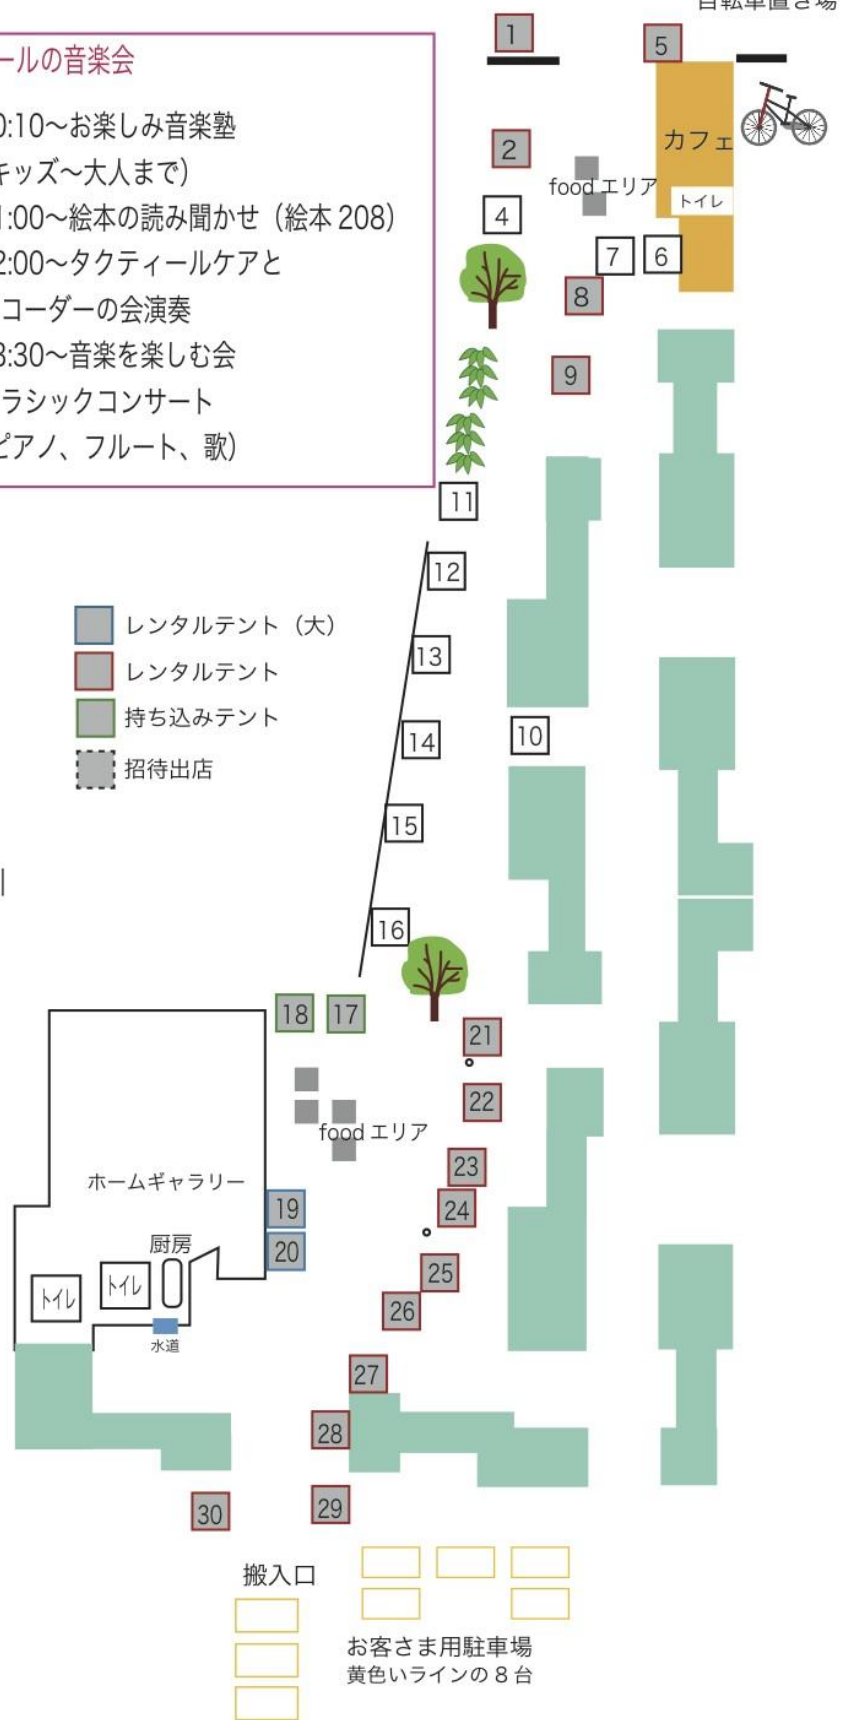 自転車置き場
1
5
ールの音楽会
0:10～お楽しみ音楽塾
キッズ～大人まで）
1:00～絵本の読み聞かせ（絵本 208）
2:00～タクティールケアと
コーダーの会演奏
3:30～音楽を楽しむ会
ラシックコンサート
ピアノ、フルート、歌）
カフェ
2
food エリア
トイレ
4
7
6
8
9
11
12
レンタルテント（大）
レンタルテント
持ち込みテント
招待出店
13
14
10
15
16
18
17
21
22
food エリア
23
ホームギャラリー
19
24
20
厨房
25
トイレ
トイレ
26
水道
27
28
29
30
搬入口
お客さま用駐車場
黄色いラインの 8 台